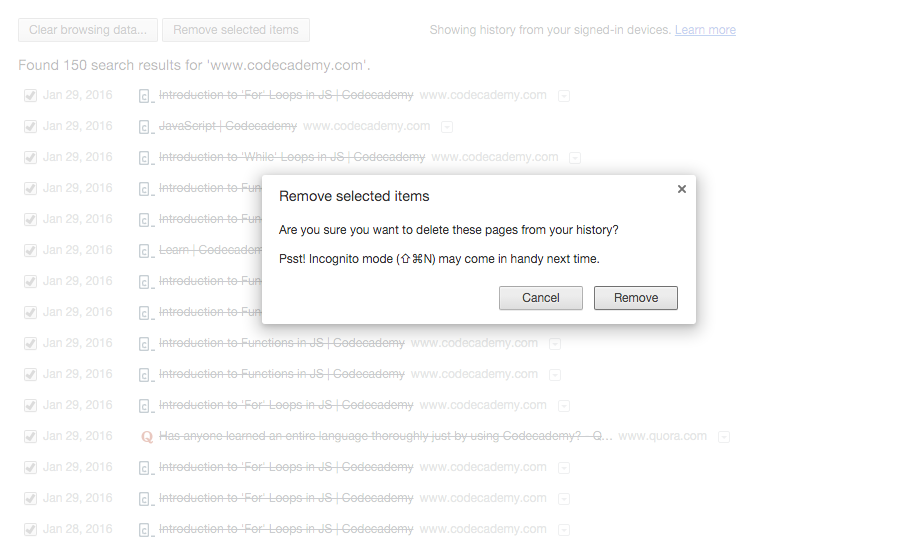 Clear browsing data... Remove selected items Showing history from your signed-in devices. Learn more
Found 150 search results for 'www.codecademy.com'.
Jan 29, 2016 Introduction to 'For' Loops in JS | Codecademy www.codecademy.com
Jan 29, 2016 JavaScript | Codecademy www.codecademy.com
Jan 29, 2016 Introduction to 'While' Loops in JS | Codecademy www.codecademy.com
Jan 29, 2016 Introduction to Fun
Jan 29, 2016 Introduction to Fun
Jan 29, 2016 Learn | Codecadem
Jan 29, 2016 Introduction to Fun
Jan 29, 2016 Introduction to Fun
Remove selected items
Are you sure you want to delete these pages from your history?
Psst! Incognito mode (⇧⌘N) may come in handy next time.
Cancel Remove
Jan 29, 2016 Introduction to Functions in JS | Codecademy www.codecademy.com
Jan 29, 2016 Introduction to Functions in JS | Codecademy www.codecademy.com
Jan 29, 2016 Introduction to 'For' Loops in JS | Codecademy www.codecademy.com
Jan 29, 2016 Q Has anyone learned an entire language thoroughly just by using Codecademy? - Q... www.quora.com
Jan 29, 2016 Introduction to 'For' Loops in JS | Codecademy www.codecademy.com
Jan 29, 2016 Introduction to 'For' Loops in JS | Codecademy www.codecademy.com
Jan 28, 2016 Introduction to 'For' Loops in JS | Codecademy www.codecademy.com